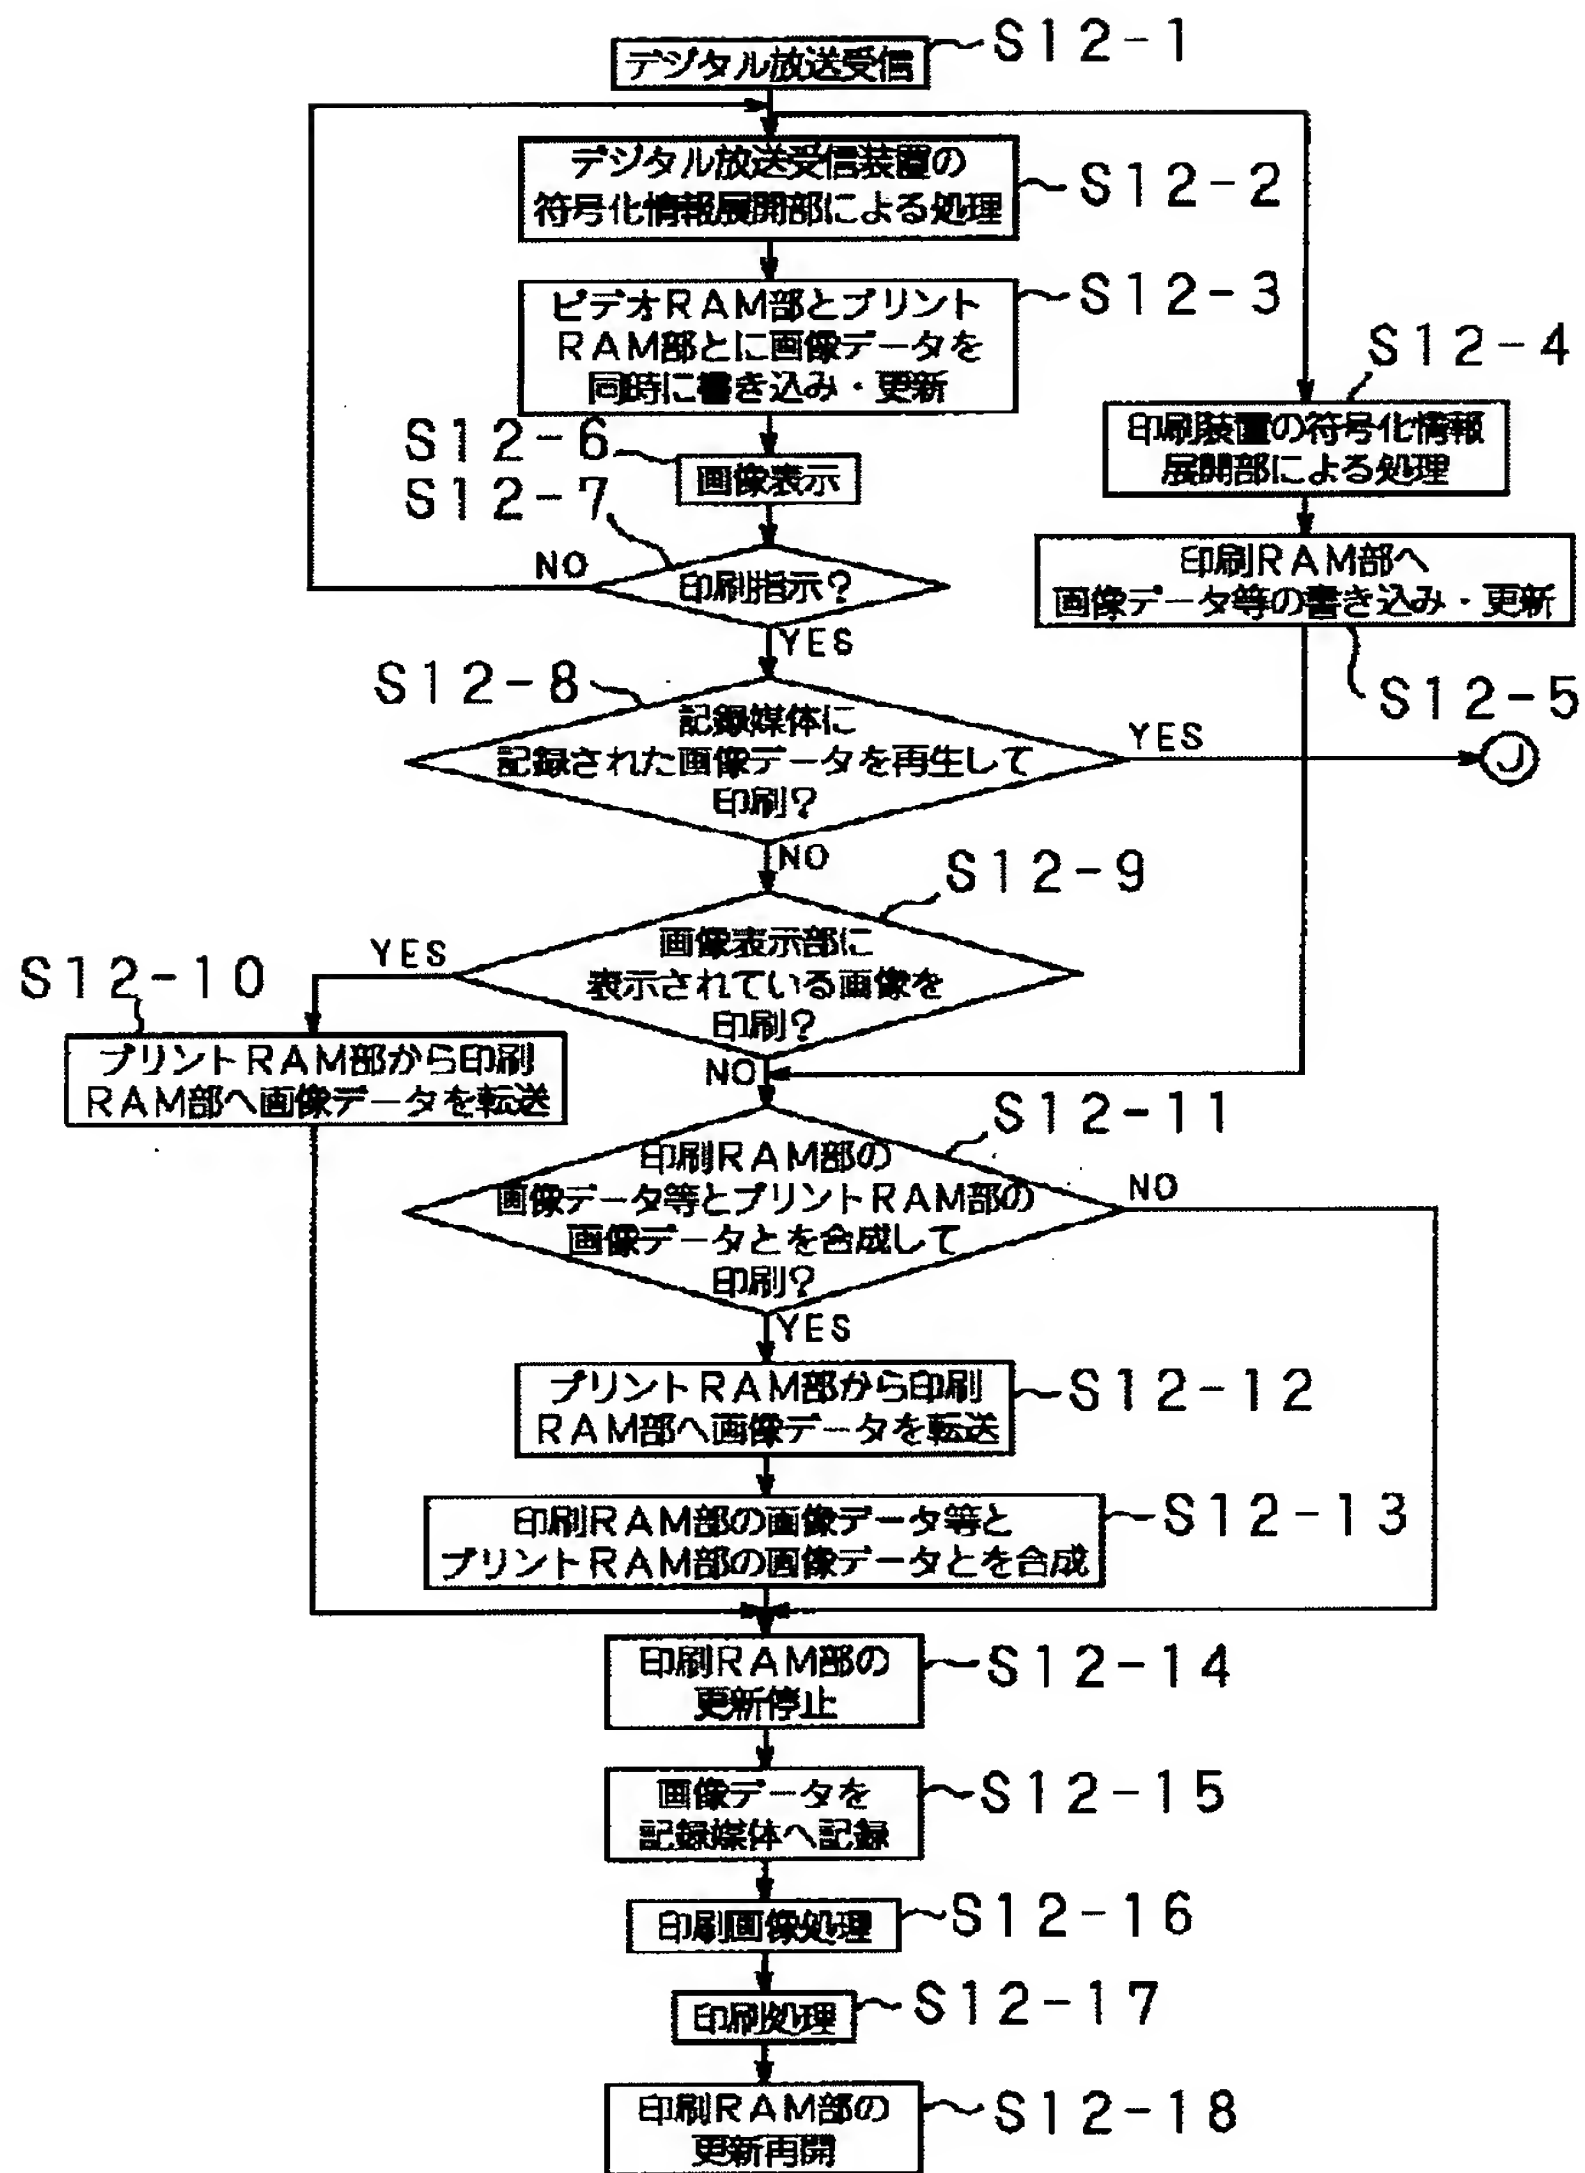 デジタル放送受信
S12-1
デジタル放送受信装置の
符号化情報展開部による処理
S12-2
ビデオRAM部とプリント
RAM部とに画像データを
同時に書き込み・更新
S12-3
S12-4
印刷装置の符号化情報
展開部による処理
印刷RAM部へ
画像データ等の書き込み・更新
S12-5
S12-6
画像表示
S12-7
NO
印刷指示?
YES
S12-8
記録媒体に
記録された画像データを再生して
印刷?
YES
J
NO
S12-9
画像表示部に
表示されている画像を
印刷?
YES
S12-10
プリントRAM部から印刷
RAM部へ画像データを転送
NO
S12-11
印刷RAM部の
画像データ等とプリントRAM部の
画像データとを合成して
印刷?
NO
YES
プリントRAM部から印刷
RAM部へ画像データを転送
S12-12
印刷RAM部の画像データ等と
プリントRAM部の画像データとを合成
S12-13
印刷RAM部の
更新停止
S12-14
画像データを
記録媒体へ記録
S12-15
印刷画像処理
S12-16
印刷処理
S12-17
印刷RAM部の
更新再開
S12-18